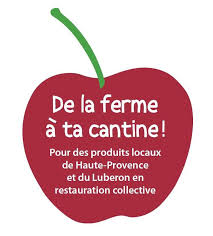 De la ferme
à ta cantine!
Pour des produits locaux
de Haute-Provence
et du Luberon en
restauration collective